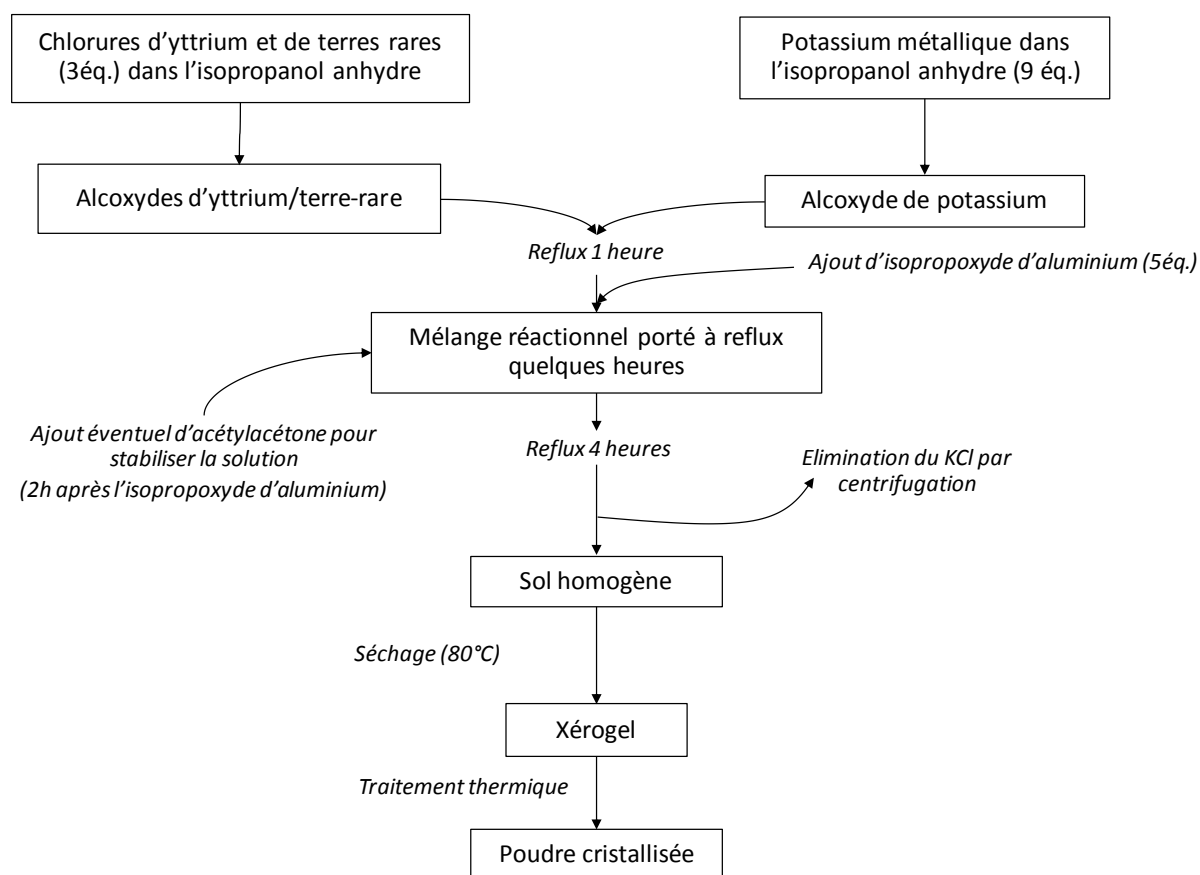 Chlorures d'yttrium et de terres rares
(3éq.) dans l'isopropanol anhydre
Potassium métallique dans
l'isopropanol anhydre (9 éq.)
Alcoxydes d'yttrium/terre-rare
Alcoxyde de potassium
Reflux 1 heure
Ajout d'isopropoxyde d'aluminium (5éq.)
Mélange réactionnel porté à reflux
quelques heures
Ajout éventuel d'acétylacétone pour
stabiliser la solution
(2h après l'isopropoxyde d'aluminium)
Reflux 4 heures
Elimination du KCl par
centrifugation
Sol homogène
Séchage (80°C)
Xérogel
Traitement thermique
Poudre cristallisée